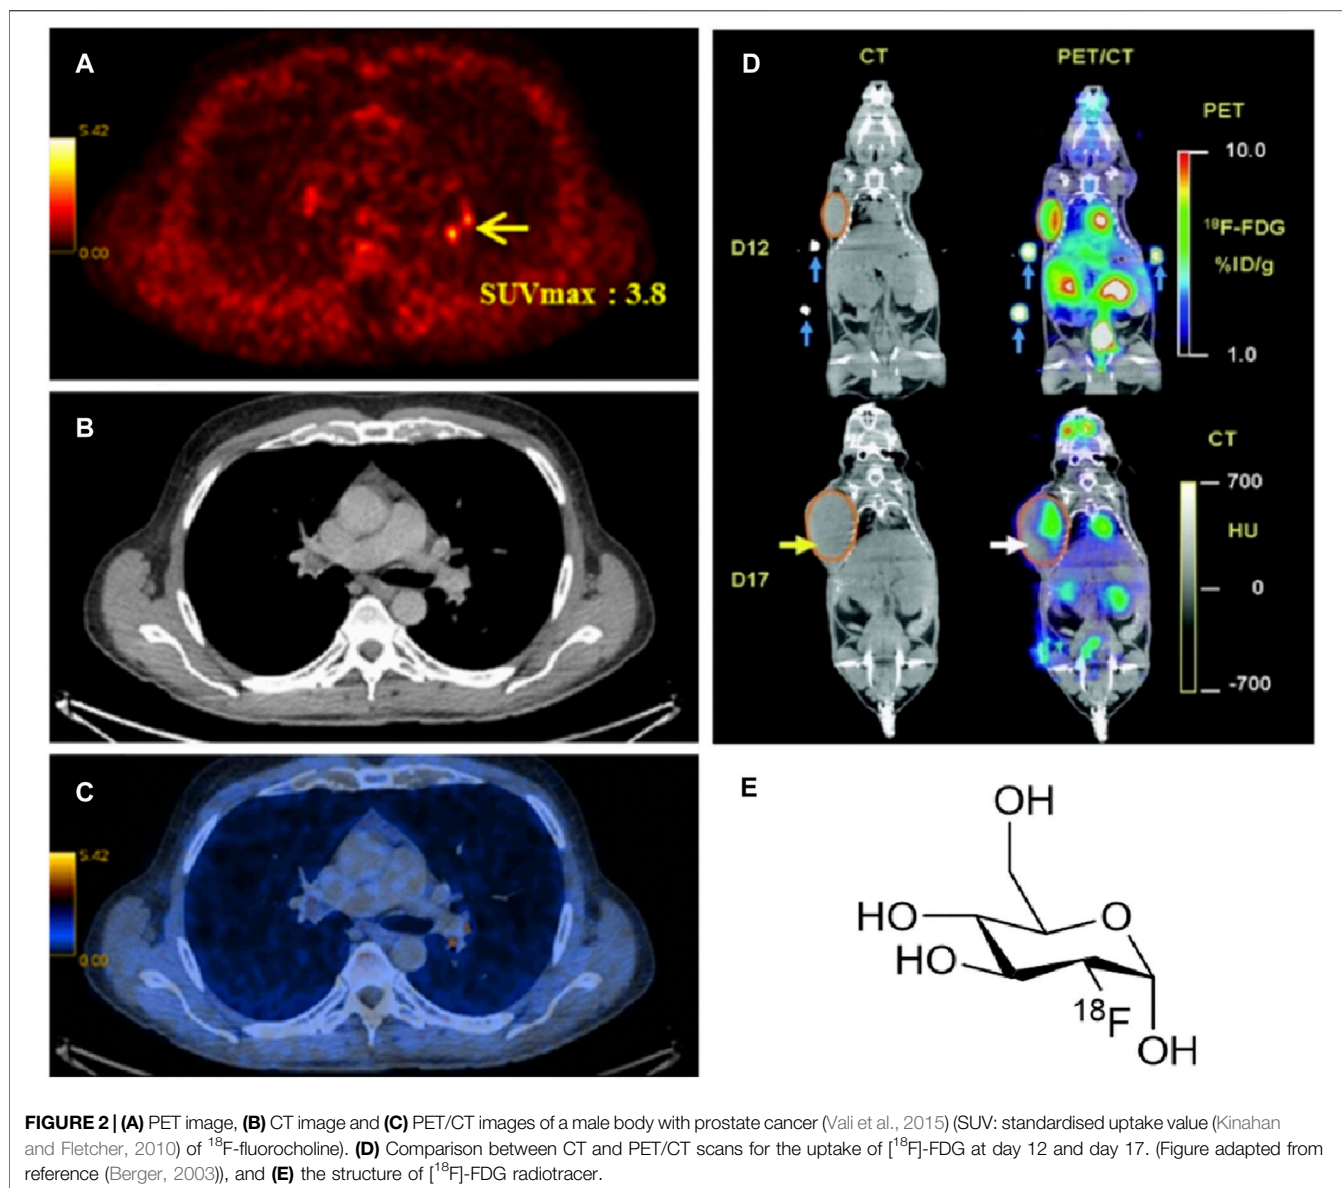 A
5.42
0.00
SUVmax : 3.8
B
C
5.42
0.00
D
CT
PET/CT
PET
10.0
¹⁸F-FDG
%ID/g
1.0
D12
CT
700
HU
0
-700
D17
E
OH
HO
O
HO
¹⁸F
OH
FIGURE 2 | (A) PET image, (B) CT image and (C) PET/CT images of a male body with prostate cancer (Vali et al., 2015) (SUV: standardised uptake value (Kinahan
and Fletcher, 2010) of ¹⁸F-fluorocholine). (D) Comparison between CT and PET/CT scans for the uptake of [¹⁸F]-FDG at day 12 and day 17. (Figure adapted from
reference (Berger, 2003)), and (E) the structure of [¹⁸F]-FDG radiotracer.